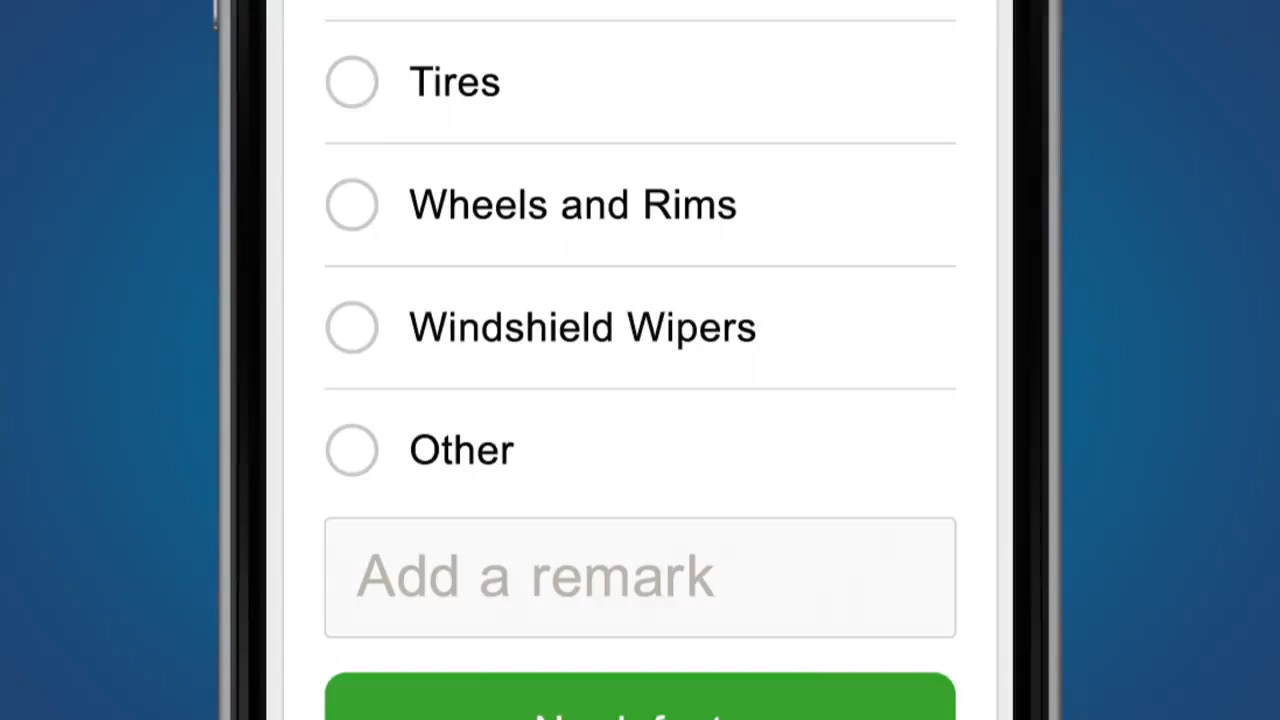 Tires
Wheels and Rims
Windshield Wipers
Other
Add a remark